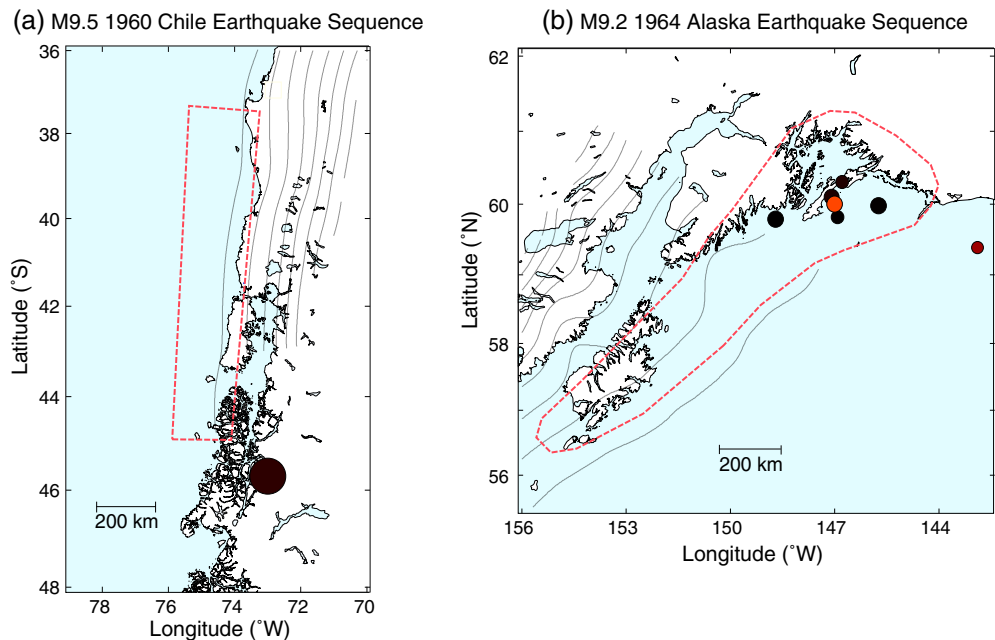 (a) M9.5 1960 Chile Earthquake Sequence
36
38
40
42
44
46
48
Latitude (˚S)
200 km
78
76
74
72
70
Longitude (˚W)
(b) M9.2 1964 Alaska Earthquake Sequence
62
60
58
56
Latitude (˚N)
200 km
156
153
150
147
144
Longitude (˚W)